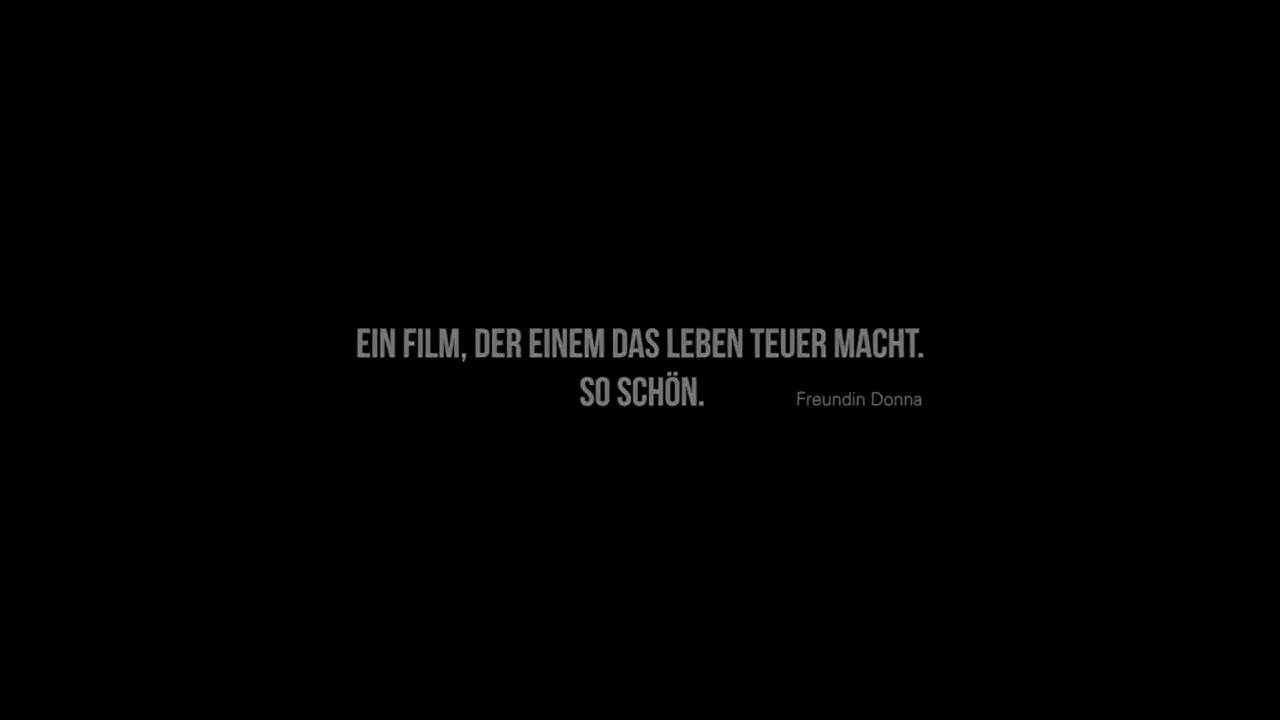 EIN FILM, DER EINEM DAS LEBEN TEUER MACHT.
SO SCHÖN.
Freundin Donna